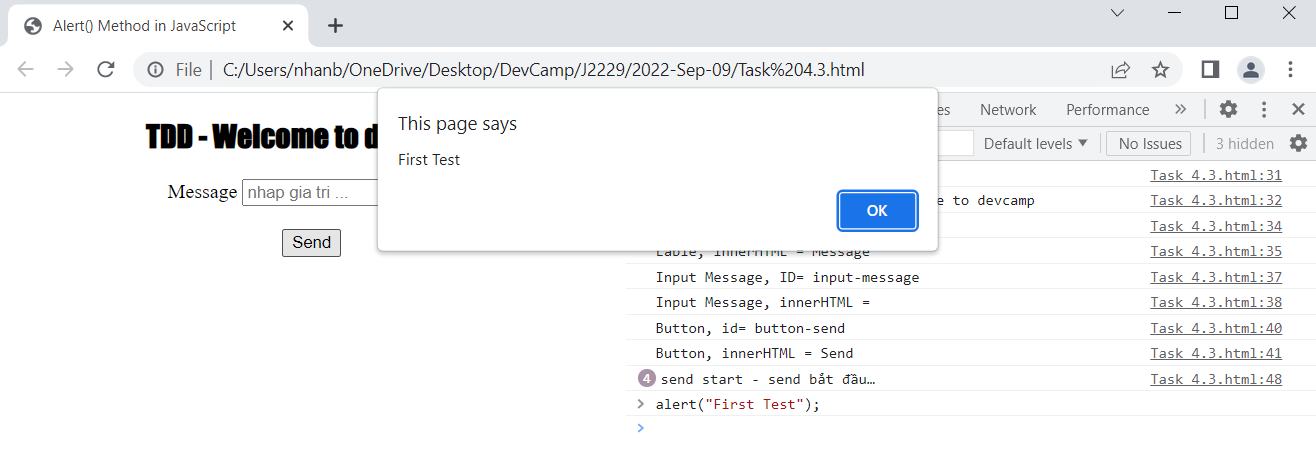 Alert() Method in JavaScript
File | C:/Users/nhanb/OneDrive/Desktop/DevCamp/J2229/2022-Sep-09/Task%204.3.html
This page says
First Test
OK
TDD - Welcome to d
Message nhap gia tri ...
Send
es Network Performance »
Default levels ▼ No Issues 3 hidden
Task 4.3.html:31
e to devcamp Task 4.3.html:32
Task 4.3.html:34
Lable, innerHTML = Message Task 4.3.html:35
Input Message, ID= input-message Task 4.3.html:37
Input Message, innerHTML = Task 4.3.html:38
Button, id= button-send Task 4.3.html:40
Button, innerHTML = Send Task 4.3.html:41
4 send start - send bắt đầu… Task 4.3.html:48
> alert("First Test");
>